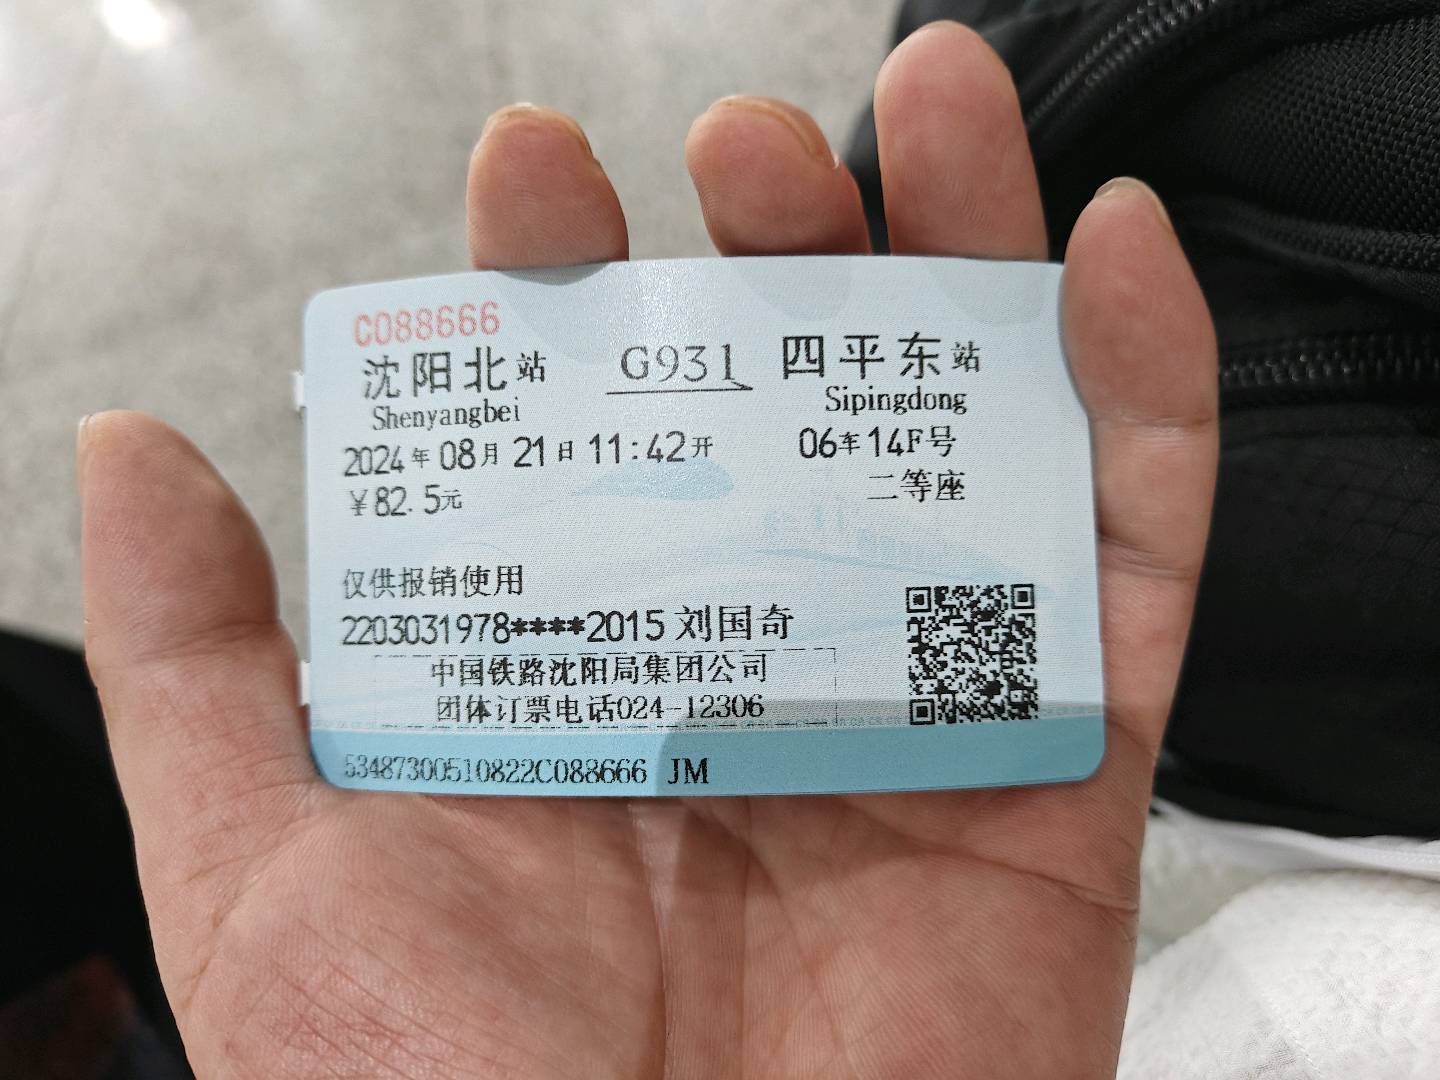 C088666
沈阳北站 G931 四平东站
Shenyangbei Sipingdong
2024年08月21日11:42开 06车14F号
￥82.5元 二等座
仅供报销使用
2203031978****2015 刘国奇
中国铁路沈阳局集团公司
团体订票电话024-12306
53487300510822C088666 JM